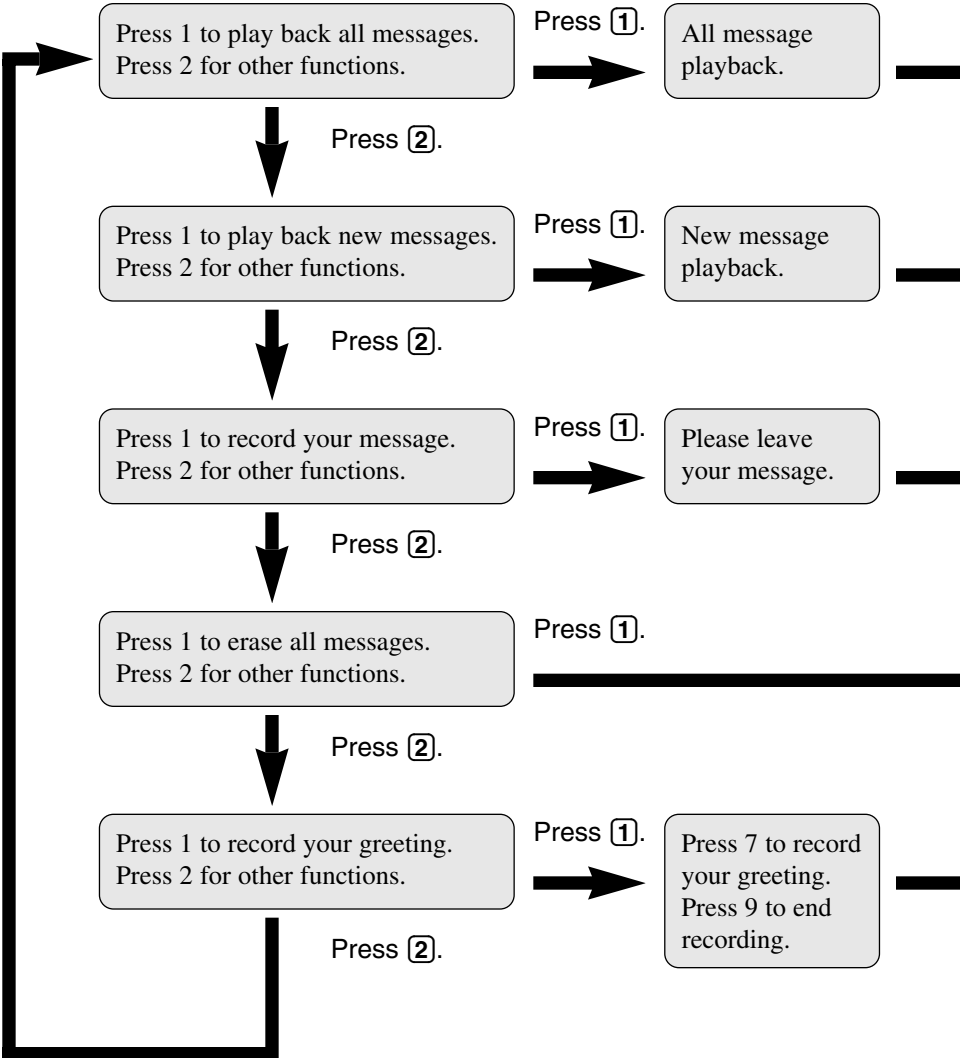 Press 1 to play back all messages.
Press 2 for other functions.
Press 1.
All message
playback.
Press 2.
Press 1 to play back new messages.
Press 2 for other functions.
Press 1.
New message
playback.
Press 2.
Press 1 to record your message.
Press 2 for other functions.
Press 1.
Please leave
your message.
Press 2.
Press 1 to erase all messages.
Press 2 for other functions.
Press 1.
Press 2.
Press 1 to record your greeting.
Press 2 for other functions.
Press 1.
Press 7 to record
your greeting.
Press 9 to end
recording.
Press 2.